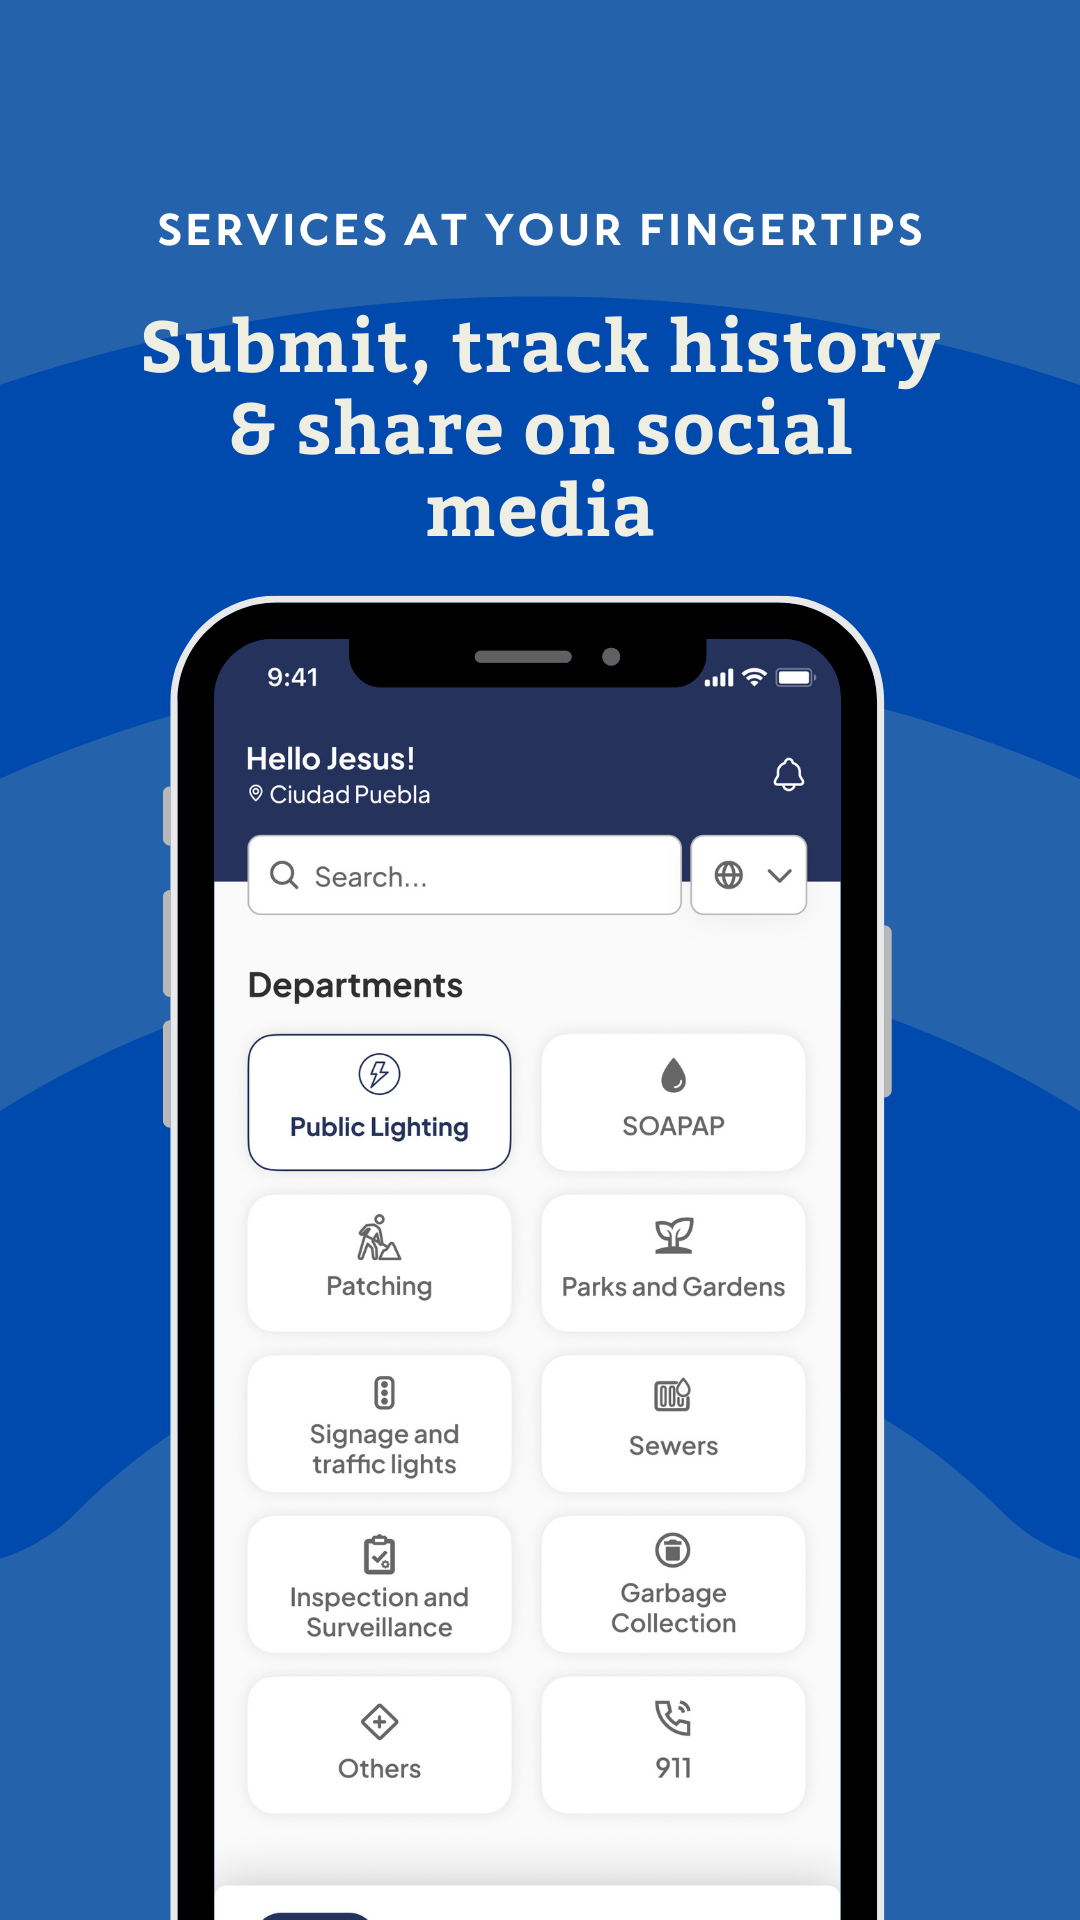 SERVICES AT YOUR FINGERTIPS
Submit, track history
& share on social
media
9:41
Hello Jesus!
Ciudad Puebla
Search...
Departments
Public Lighting
SOAPAP
Patching
Parks and Gardens
Signage and
traffic lights
Sewers
Inspection and
Surveillance
Garbage
Collection
Others
911